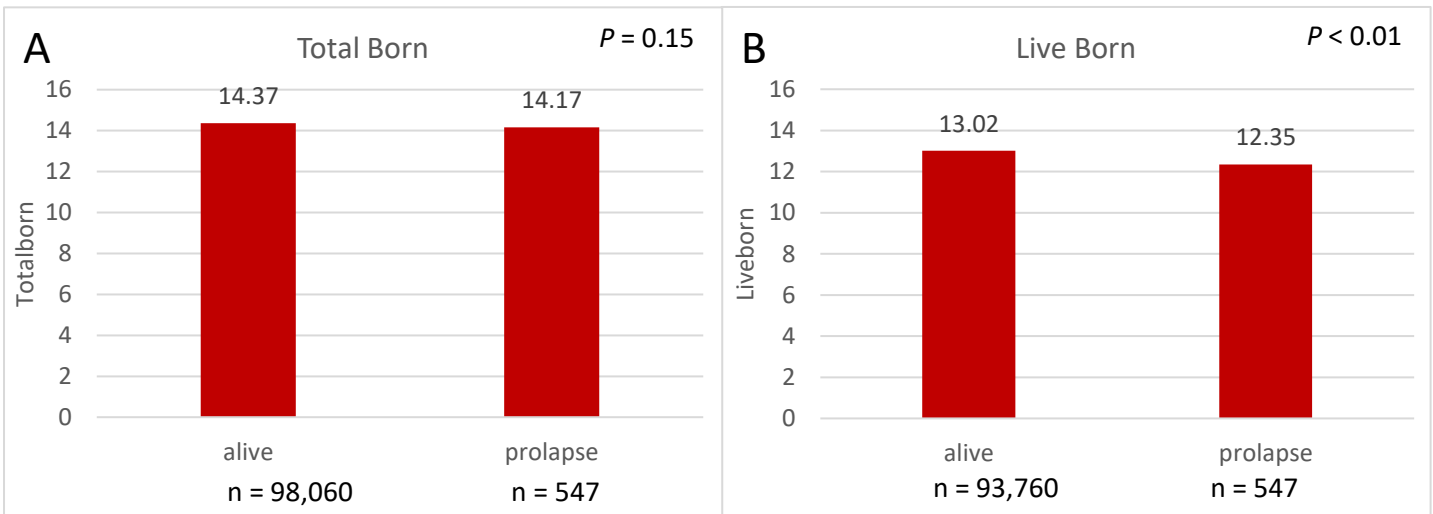 A
Total Born
P = 0.15
16
14
12
10
8
6
4
2
0
Totalborn
14.37
14.17
alive
prolapse
n = 98,060
n = 547
B
Live Born
P < 0.01
16
14
12
10
8
6
4
2
0
Liveborn
13.02
12.35
alive
prolapse
n = 93,760
n = 547